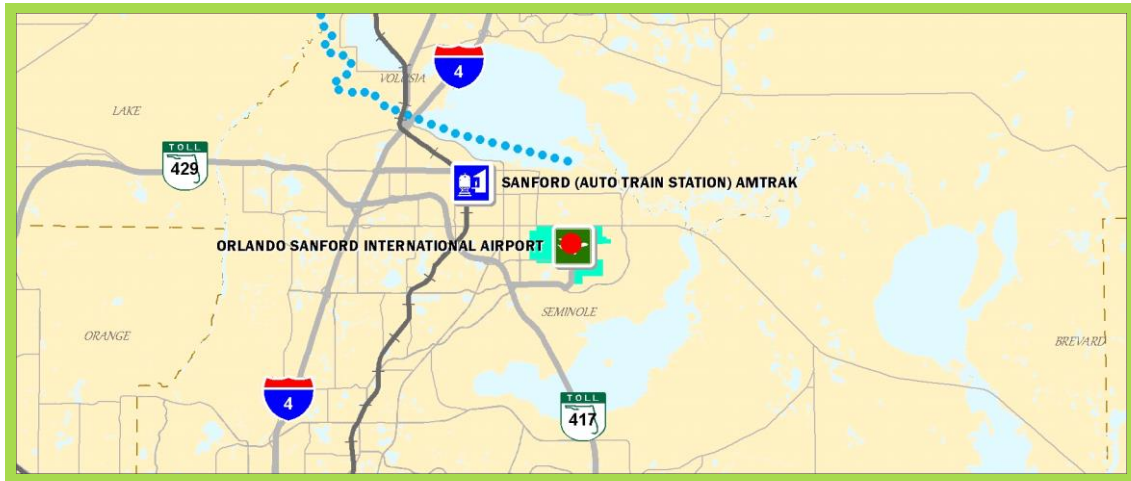 4
VOLUSIA
LAKE
TOLL
429
SANFORD (AUTO TRAIN STATION) AMTRAK
ORLANDO SANFORD INTERNATIONAL AIRPORT
SEMINOLE
ORANGE
BREVARD
4
TOLL
417